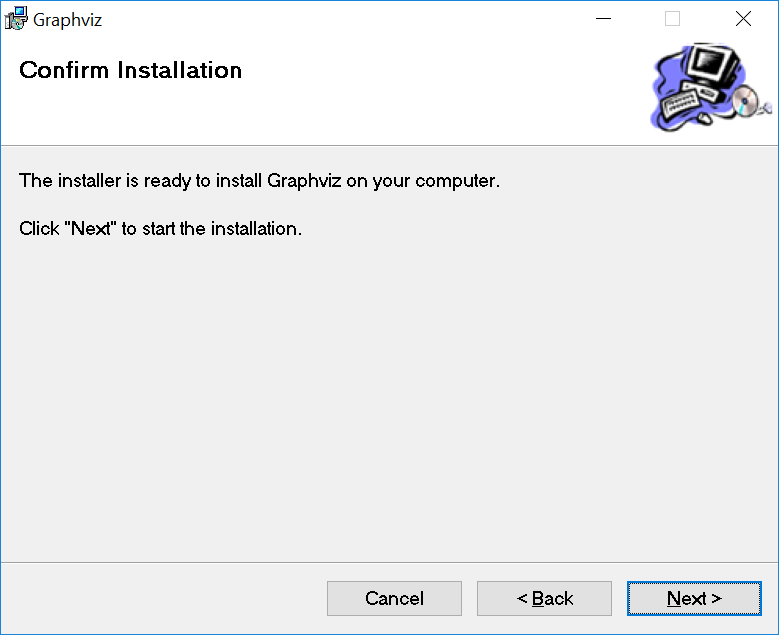 Graphviz
Confirm Installation
The installer is ready to install Graphviz on your computer.
Click "Next" to start the installation.
Cancel
< Back
Next >